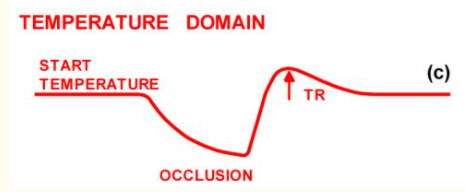 TEMPERATURE DOMAIN
START
TEMPERATURE
(c)
TR
OCCLUSION